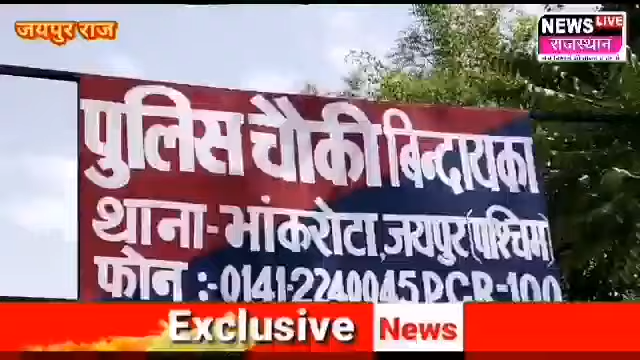 जयपुर राज
NEWS LIVE
राजस्थान
पुलिस चौकी बिन्दायका
थाना-भांकरोटा,जयपुर(पश्चिम)
फोन :-0141-2240045 PCR-100
Exclusive News